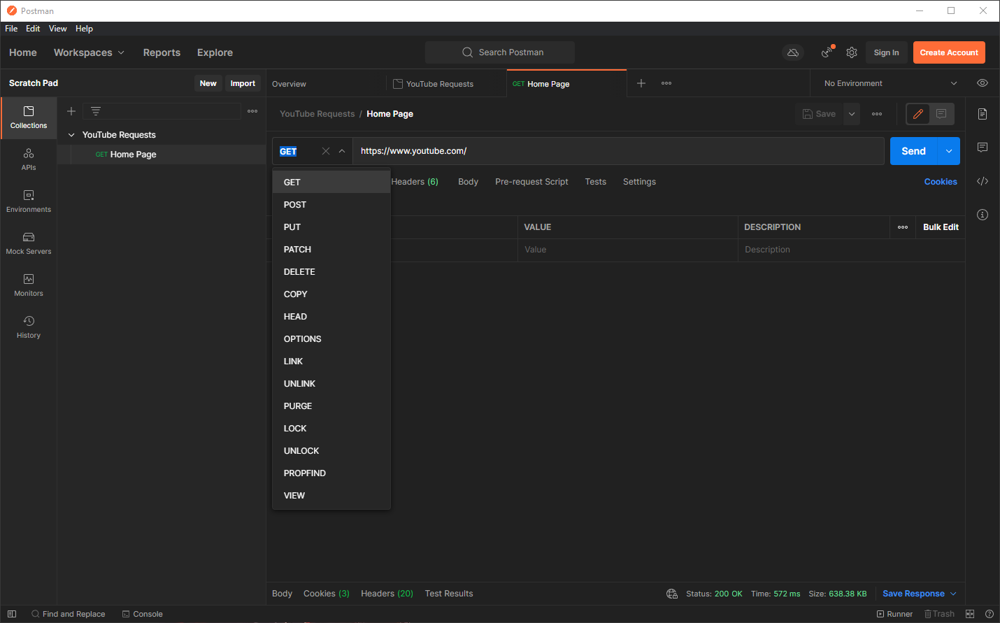 Postman
File Edit View Help
Home Workspaces Reports Explore Search Postman Sign In Create Account
Scratch Pad New Import Overview YouTube Requests GET Home Page No Environment
YouTube Requests / Home Page Save
Collections
YouTube Requests
GET Home Page
GET https://www.youtube.com/ Send
APIs
Environments
Mock Servers
Monitors
History
Headers (6) Body Pre-request Script Tests Settings Cookies
VALUE DESCRIPTION Bulk Edit
Value Description
GET
POST
PUT
PATCH
DELETE
COPY
HEAD
OPTIONS
LINK
UNLINK
PURGE
LOCK
UNLOCK
PROPFIND
VIEW
Body Cookies (3) Headers (20) Test Results Status: 200 OK Time: 572 ms Size: 638.38 KB Save Response
Find and Replace Console Runner Trash